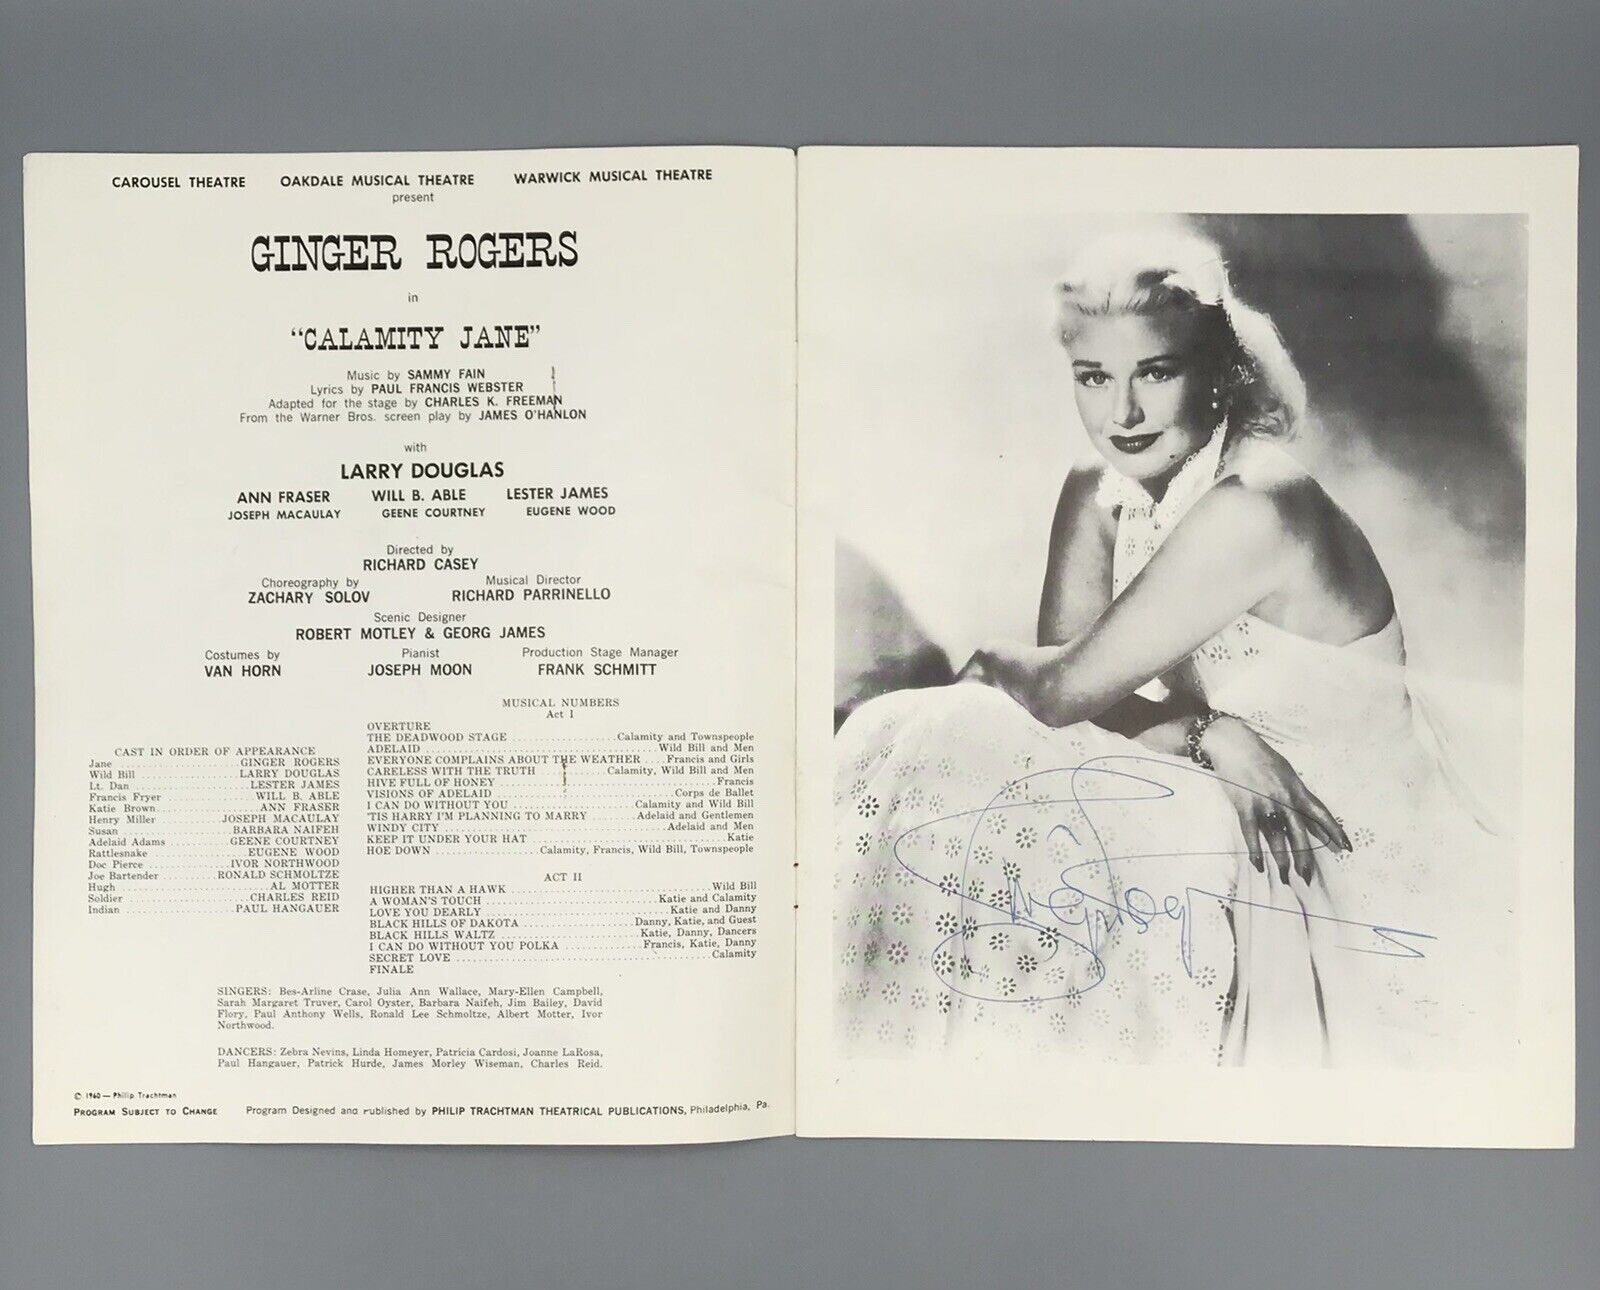 CAROUSEL THEATRE OAKDALE MUSICAL THEATRE WARWICK MUSICAL THEATRE
present
GINGER ROGERS
in
"CALAMITY JANE"
Music by SAMMY FAIN
Lyrics by PAUL FRANCIS WEBSTER
Adapted for the stage by CHARLES K. FREEMAN
From the Warner Bros. screen play by JAMES O'HANLON
with
LARRY DOUGLAS
ANN FRASER WILL B. ABLE LESTER JAMES
JOSEPH MACAULAY GEENE COURTNEY EUGENE WOOD
Directed by
RICHARD CASEY
Choreography by Musical Director
ZACHARY SOLOV RICHARD PARRINELLO
Scenic Designer
ROBERT MOTLEY & GEORG JAMES
Costumes by Pianist Production Stage Manager
VAN HORN JOSEPH MOON FRANK SCHMITT
CAST IN ORDER OF APPEARANCE
Jane GINGER ROGERS
Wild Bill LARRY DOUGLAS
Lt. Dan LESTER JAMES
Francis Fryer WILL B. ABLE
Katie Brown ANN FRASER
Henry Miller JOSEPH MACAULAY
Susan BARBARA NAIFEH
Adelaid Adams GEENE COURTNEY
Rattlesnake EUGENE WOOD
Doc Pierce IVOR NORTHWOOD
Joe Bartender RONALD SCHMOLTZE
Hugh AL MOTTER
Soldier CHARLES REID
Indian PAUL HANGAUER
MUSICAL NUMBERS
Act I
OVERTURE
THE DEADWOOD STAGE Calamity and Townspeople
ADELAID Wild Bill and Men
EVERYONE COMPLAINS ABOUT THE WEATHER Francis and Girls
CARELESS WITH THE TRUTH Calamity, Wild Bill and Men
HIVE FULL OF HONEY Francis
VISIONS OF ADELAID Corps de Ballet
I CAN DO WITHOUT YOU Calamity and Wild Bill
'TIS HARRY I'M PLANNING TO MARRY Adelaid and Gentlemen
WINDY CITY Adelaid and Men
KEEP IT UNDER YOUR HAT Katie
HOE DOWN Calamity, Francis, Wild Bill, Townspeople
ACT II
HIGHER THAN A HAWK Wild Bill
A WOMAN'S TOUCH Katie and Calamity
LOVE YOU DEARLY Katie and Danny
BLACK HILLS OF DAKOTA Danny, Katie, and Guest
BLACK HILLS WALTZ Katie, Danny, Dancers
I CAN DO WITHOUT YOU POLKA Francis, Katie, Danny
SECRET LOVE Calamity
FINALE
SINGERS: Bes-Arline Crase, Julia Ann Wallace, Mary-Ellen Campbell,
Sarah Margaret Truver, Carol Oyster, Barbara Naifeh, Jim Bailey, David
Flory, Paul Anthony Wells, Ronald Lee Schmoltze, Albert Motter, Ivor
Northwood.
DANCERS: Zebra Nevins, Linda Homeyer, Patricia Cardosi, Joanne LaRosa,
Paul Hangauer, Patrick Hurde, James Morley Wiseman, Charles Reid.
© 1960 — Philip Trachtman
PROGRAM SUBJECT TO CHANGE Program Designed and Published by PHILIP TRACHTMAN THEATRICAL PUBLICATIONS, Philadelphia, Pa.